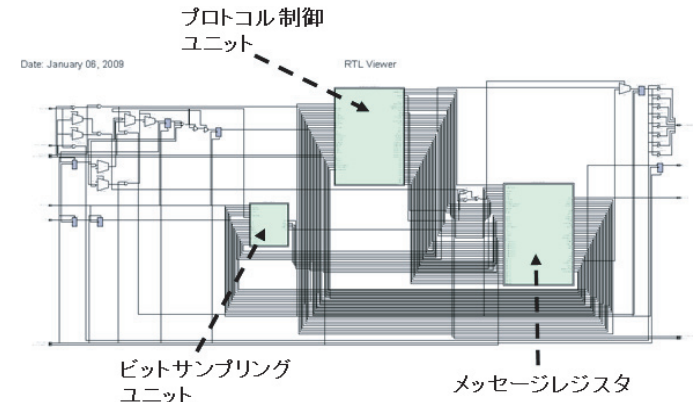 プロトコル制御
ユニット
Date: January 06, 2009
RTL Viewer
ビットサンプリング
ユニット
メッセージレジスタ